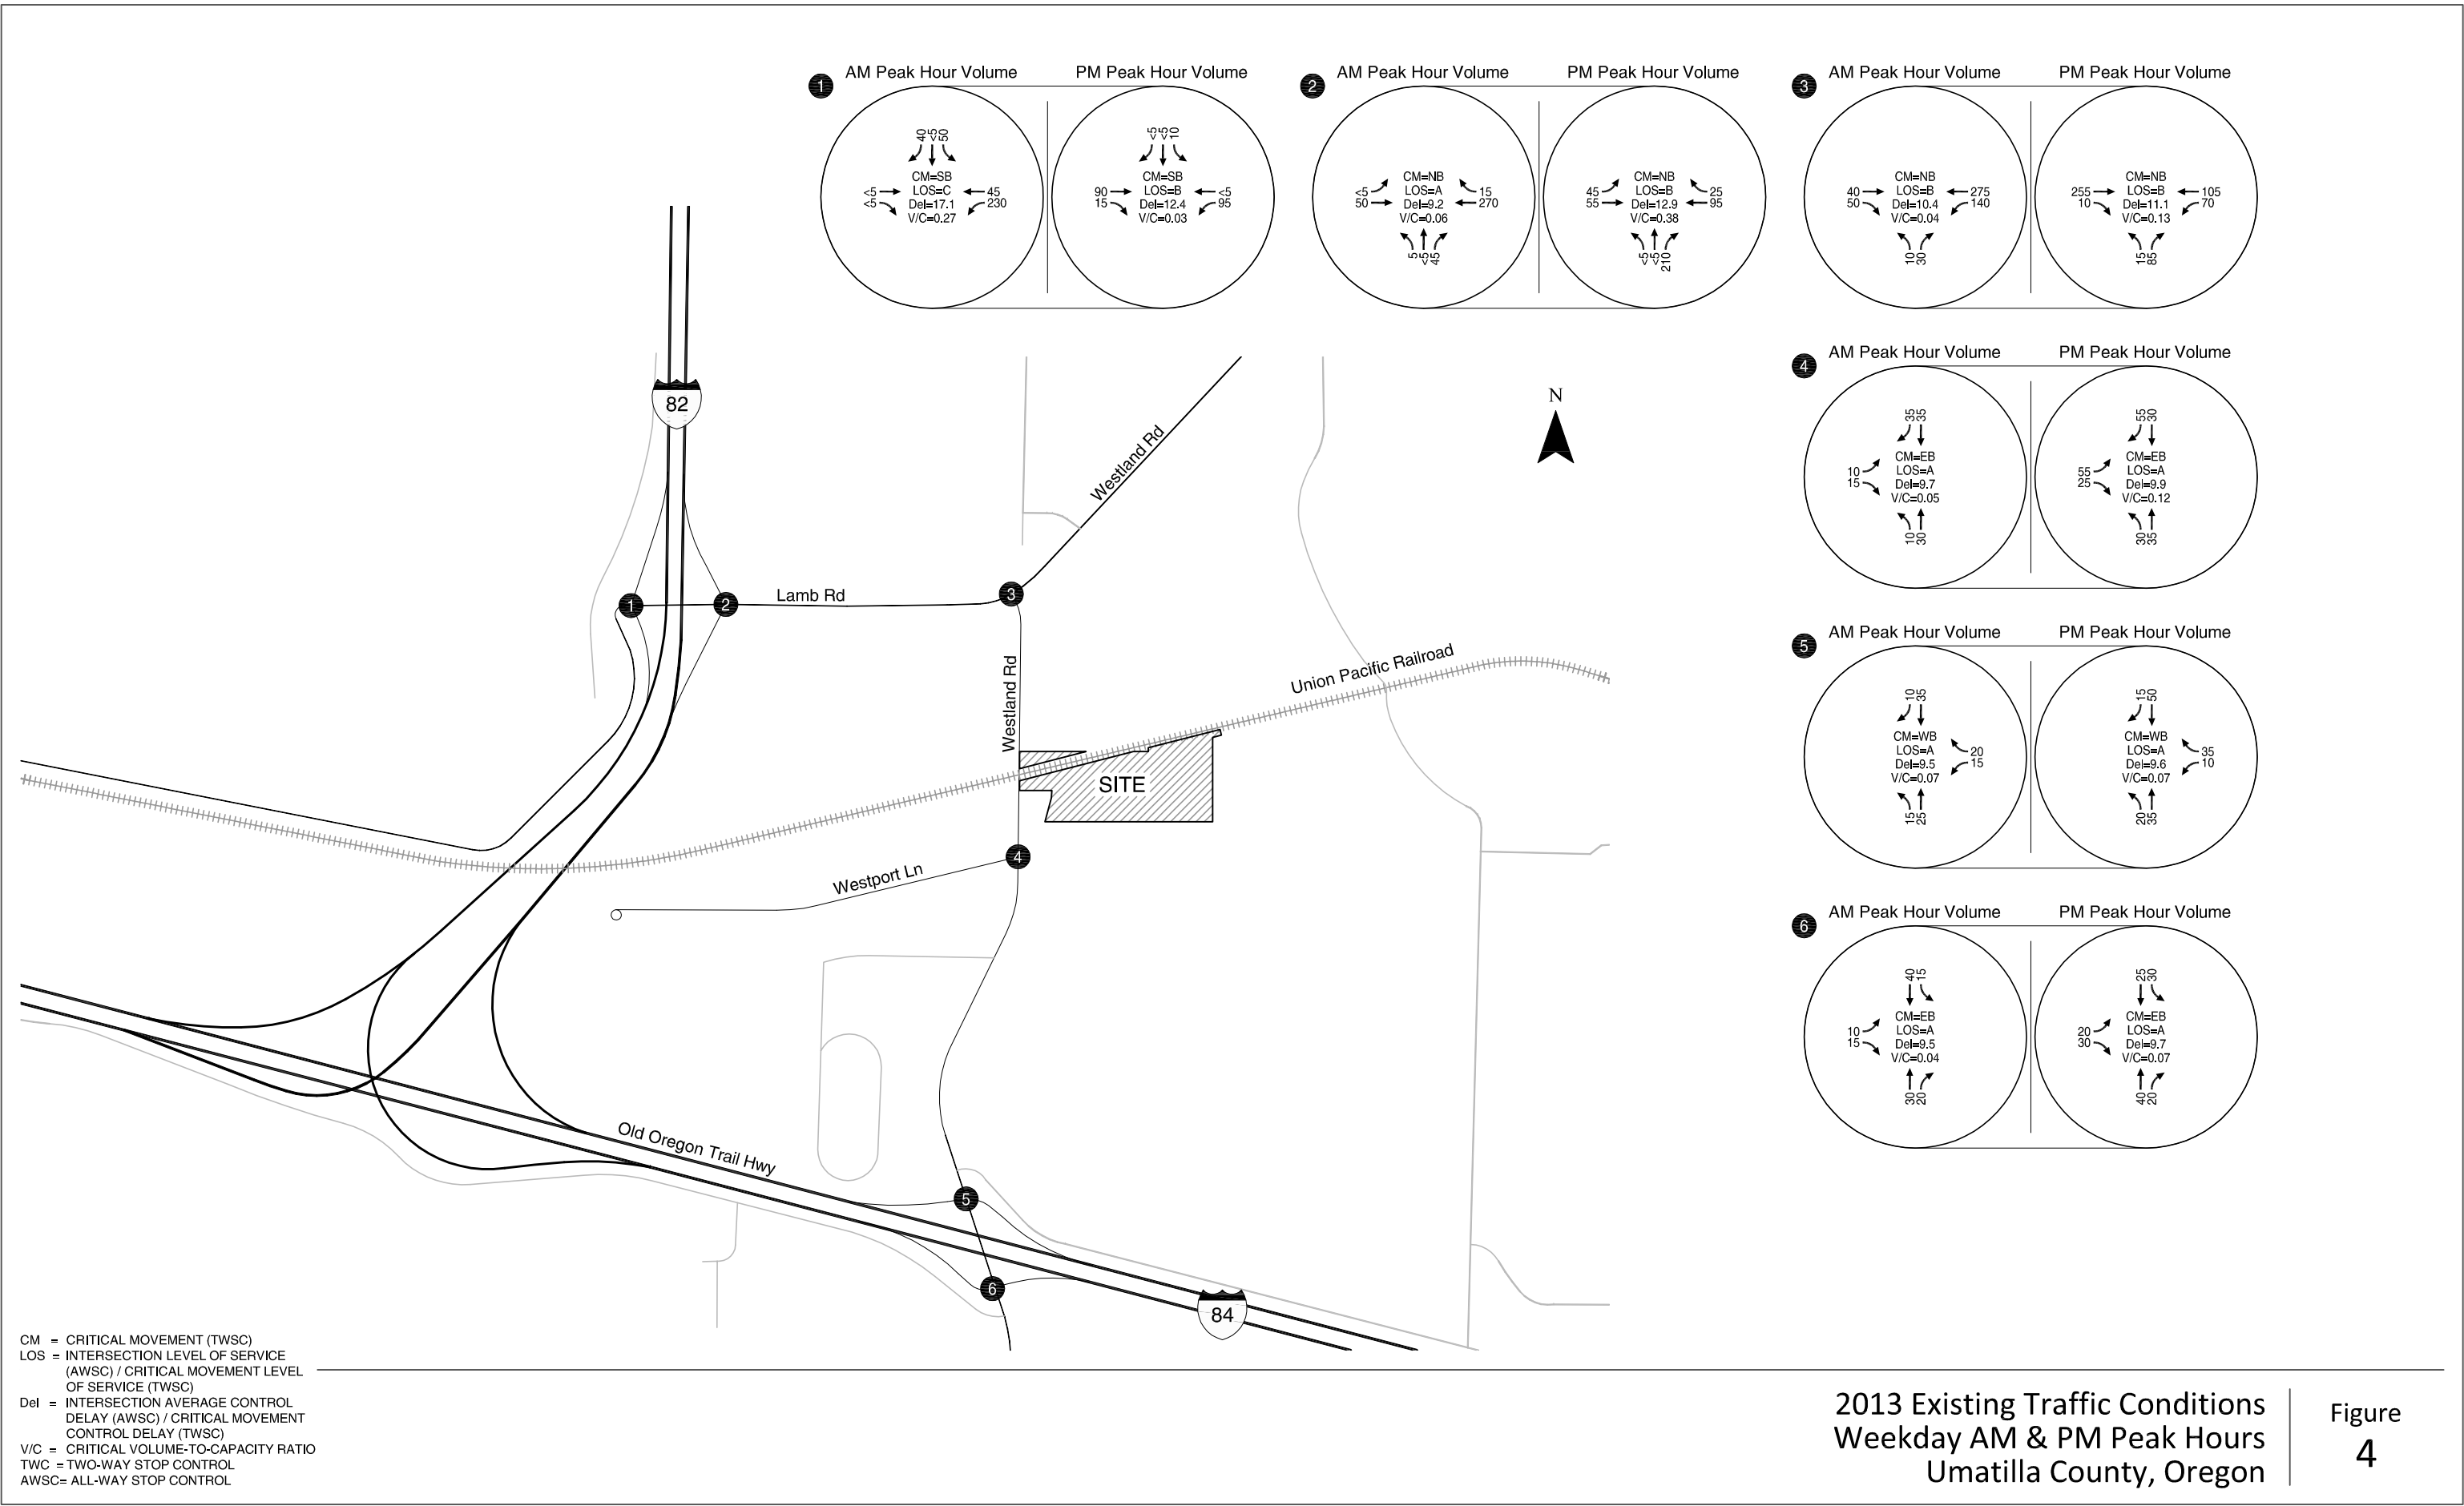 1
AM Peak Hour Volume
PM Peak Hour Volume
40
<5
50
CM=SB
LOS=C
Del=17.1
V/C=0.27
<5
<5
45
230
<5
<5
10
CM=SB
LOS=B
Del=12.4
V/C=0.03
90
15
<5
95
2
AM Peak Hour Volume
PM Peak Hour Volume
CM=NB
LOS=A
Del=9.2
V/C=0.06
<5
50
15
270
5
<5
45
CM=NB
LOS=B
Del=12.9
V/C=0.38
45
55
25
95
<5
<5
210
3
AM Peak Hour Volume
PM Peak Hour Volume
CM=NB
LOS=B
Del=10.4
V/C=0.04
40
50
275
140
10
30
CM=NB
LOS=B
Del=11.1
V/C=0.13
255
10
105
70
15
85
4
AM Peak Hour Volume
PM Peak Hour Volume
35
35
CM=EB
LOS=A
Del=9.7
V/C=0.05
10
15
10
30
55
30
CM=EB
LOS=A
Del=9.9
V/C=0.12
55
25
30
35
5
AM Peak Hour Volume
PM Peak Hour Volume
10
35
CM=WB
LOS=A
Del=9.5
V/C=0.07
20
15
15
25
15
50
CM=WB
LOS=A
Del=9.6
V/C=0.07
35
10
20
35
6
AM Peak Hour Volume
PM Peak Hour Volume
40
15
CM=EB
LOS=A
Del=9.5
V/C=0.04
10
15
30
20
25
30
CM=EB
LOS=A
Del=9.7
V/C=0.07
20
30
40
20
82
N
Westland Rd
1
2
Lamb Rd
3
Westland Rd
Union Pacific Railroad
SITE
4
Westport Ln
Old Oregon Trail Hwy
5
6
84
CM = CRITICAL MOVEMENT (TWSC)
LOS = INTERSECTION LEVEL OF SERVICE
(AWSC) / CRITICAL MOVEMENT LEVEL
OF SERVICE (TWSC)
Del = INTERSECTION AVERAGE CONTROL
DELAY (AWSC) / CRITICAL MOVEMENT
CONTROL DELAY (TWSC)
V/C = CRITICAL VOLUME-TO-CAPACITY RATIO
TWC = TWO-WAY STOP CONTROL
AWSC= ALL-WAY STOP CONTROL
2013 Existing Traffic Conditions
Weekday AM & PM Peak Hours
Umatilla County, Oregon
Figure
4